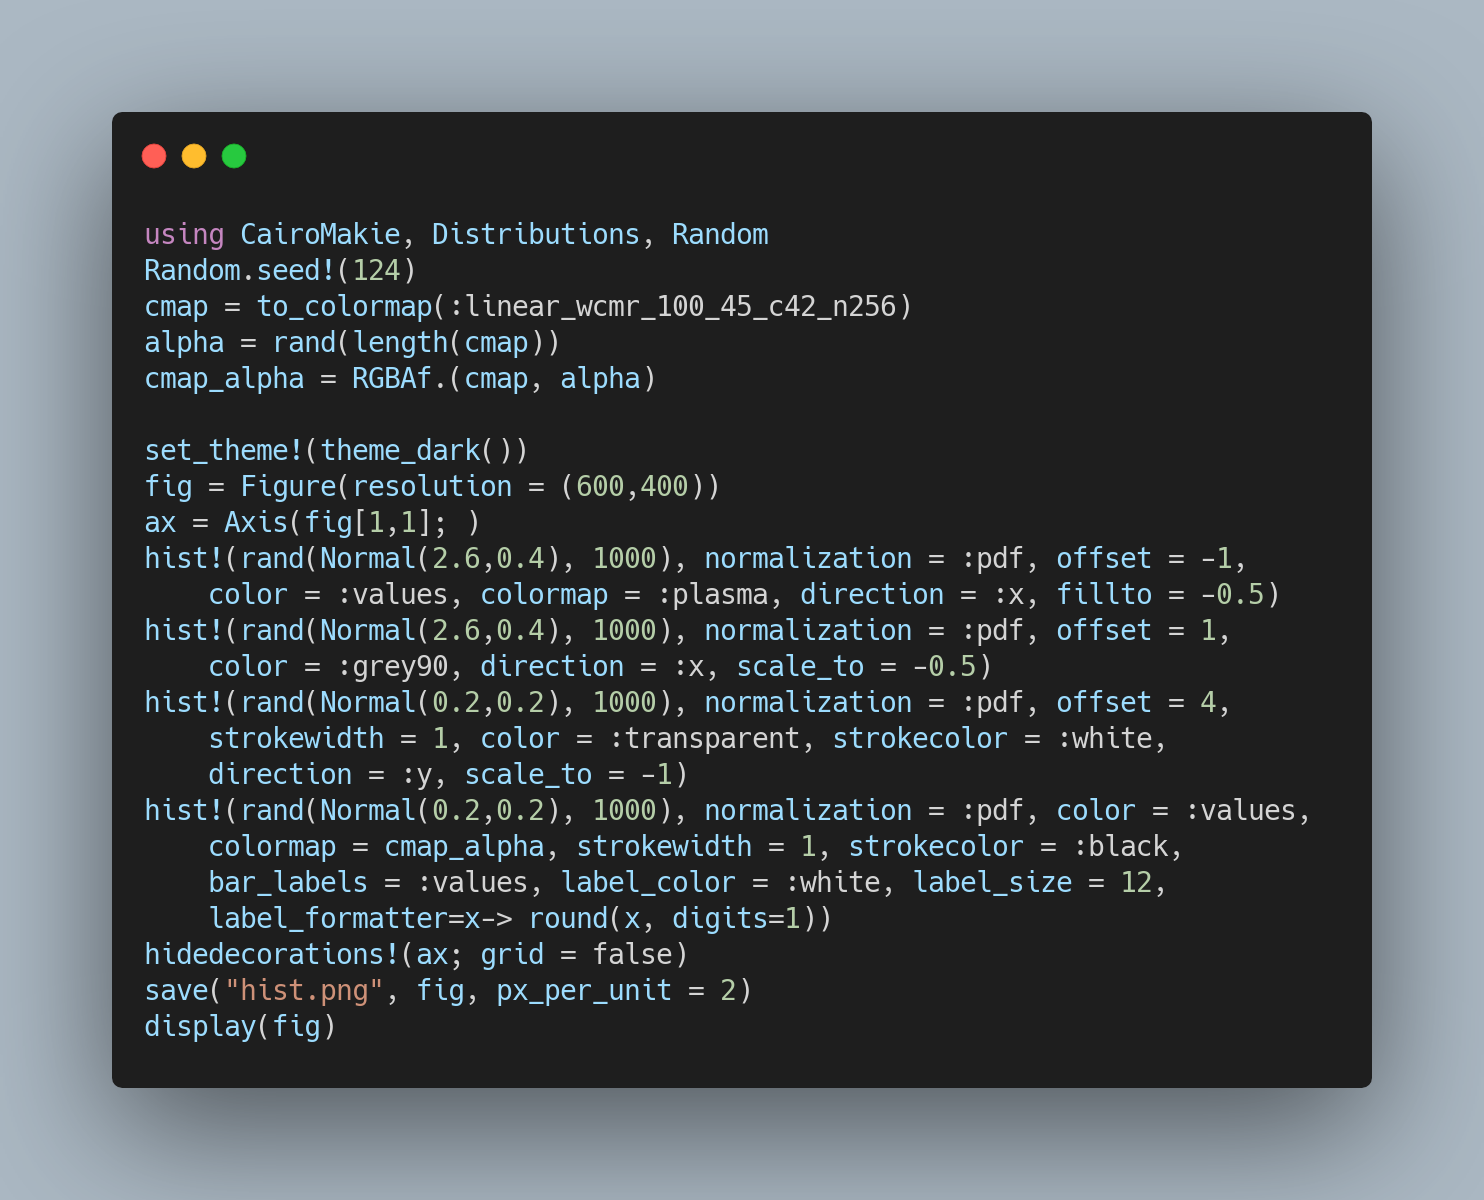 using CairoMakie, Distributions, Random
Random.seed!(124)
cmap = to_colormap(:linear_wcmr_100_45_c42_n256)
alpha = rand(length(cmap))
cmap_alpha = RGBAf.(cmap, alpha)

set_theme!(theme_dark())
fig = Figure(resolution = (600,400))
ax = Axis(fig[1,1]; )
hist!(rand(Normal(2.6,0.4), 1000), normalization = :pdf, offset = -1,
    color = :values, colormap = :plasma, direction = :x, fillto = -0.5)
hist!(rand(Normal(2.6,0.4), 1000), normalization = :pdf, offset = 1,
    color = :grey90, direction = :x, scale_to = -0.5)
hist!(rand(Normal(0.2,0.2), 1000), normalization = :pdf, offset = 4,
    strokewidth = 1, color = :transparent, strokecolor = :white,
    direction = :y, scale_to = -1)
hist!(rand(Normal(0.2,0.2), 1000), normalization = :pdf, color = :values,
    colormap = cmap_alpha, strokewidth = 1, strokecolor = :black,
    bar_labels = :values, label_color = :white, label_size = 12,
    label_formatter=x-> round(x, digits=1))
hidedecorations!(ax; grid = false)
save("hist.png", fig, px_per_unit = 2)
display(fig)